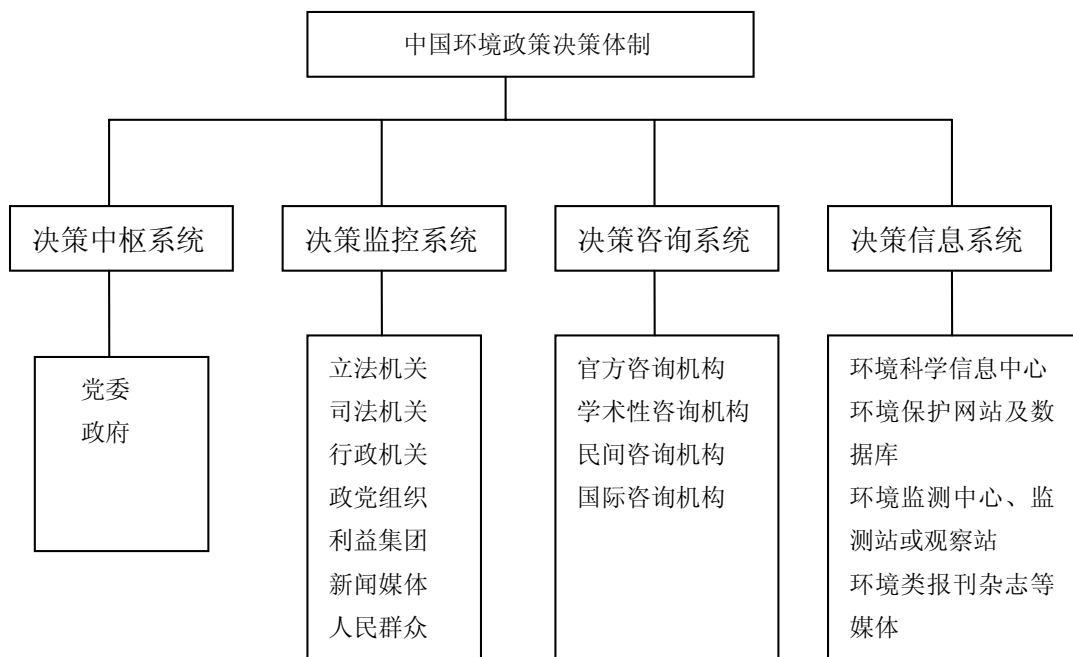 中国环境政策决策体制
决策中枢系统
决策监控系统
决策咨询系统
决策信息系统
党委
政府
立法机关
司法机关
行政机关
政党组织
利益集团
新闻媒体
人民群众
官方咨询机构
学术性咨询机构
民间咨询机构
国际咨询机构
环境科学信息中心
环境保护网站及数
据库
环境监测中心、监
测站或观察站
环境类报刊杂志等
媒体